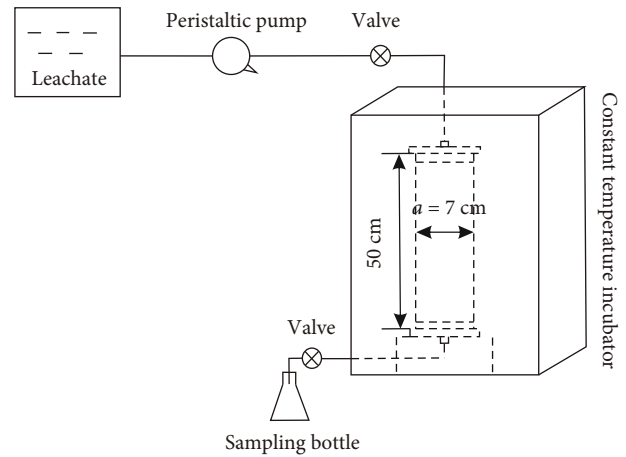 Peristaltic pump
Valve
Leachate
Constant temperature incubator
a = 7 cm
50 cm
Valve
Sampling bottle